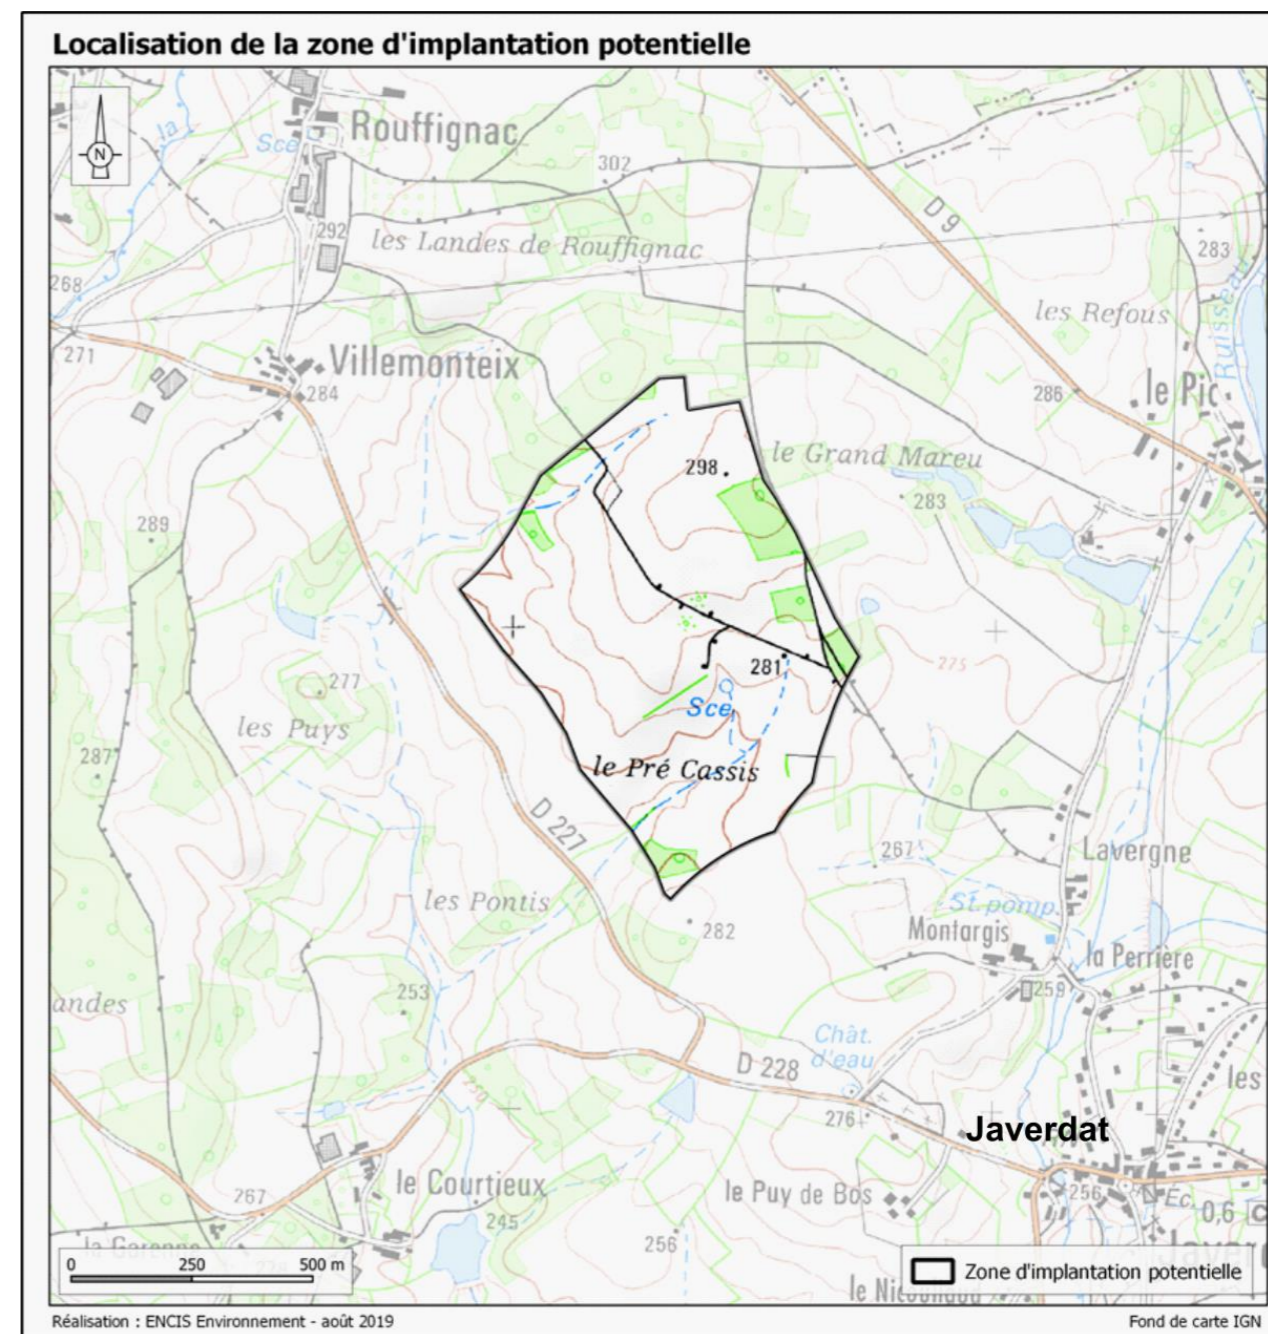 Localisation de la zone d'implantation potentielle
N
la
Sce
Rouffignac
302
D 9
292
les Landes de Rouffignac
283
268
les Refous
Ruisseau
271
Villemonteix
284
286
le Pic
298
le Grand Mareu
283
289
281
275
277
les Puys
Sce
287
le Pré Cassis
D 227
267
Lavergne
les Pontis
St. pomp.
282
Montargis
la Perrière
253
259
andes
Chât.
d'eau
D 228
les
250
276
Javerdat
267
le Courtieux
le Puy de Bos
256
Éc.
0,6
C
245
256
0 250 500 m
Zone d'implantation potentielle
Réalisation : ENCIS Environnement - août 2019
Fond de carte IGN